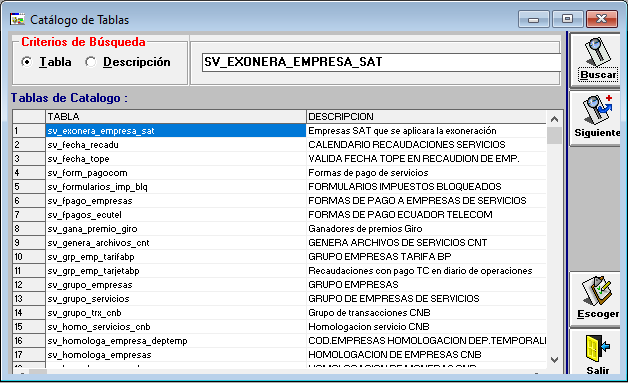 Catálogo de Tablas
Criterios de Búsqueda
Tabla Descripción
SV_EXONERA_EMPRESA_SAT
Buscar
Siguiente
Tablas de Catalogo :
TABLA DESCRIPCION
1 sv_exonera_empresa_sat Empresas SAT que se aplicara la exoneración
2 sv_fecha_recadu CALENDARIO RECAUDACIONES SERVICIOS
3 sv_fecha_tope VALIDA FECHA TOPE EN RECAUDION DE EMP.
4 sv_form_pagocom Formas de pago de servicios
5 sv_formularios_imp_blq FORMULARIOS IMPUESTOS BLOQUEADOS
6 sv_fpago_empresas FORMAS DE PAGO A EMPRESAS DE SERVICIOS
7 sv_fpagos_ecutel FORMAS DE PAGO ECUADOR TELECOM
8 sv_gana_premio_giro Ganadores de premios Giro
9 sv_genera_archivos_cnt GENERA ARCHIVOS DE SERVICIOS CNT
10 sv_grp_emp_tarifabp GRUPO EMPRESAS TARIFA BP
11 sv_grp_emp_tarjetabp Recaudaciones con pago TC en diario de operaciones
12 sv_grupo_empresas GRUPO EMPRESAS
13 sv_grupo_servicios GRUPO DE EMPRESAS DE SERVICIOS
14 sv_grupo_trx_cnb Grupo de transacciones CNB
15 sv_homo_servicios_cnb Homologacion servicio CNB
16 sv_homologa_empresa_deptemp COD.EMPRESAS HOMOLOGACION DEP.TEMPORALI
17 sv_homologa_empresas HOMOLOGACION DE EMPRESAS CNB
Escoger
Salir